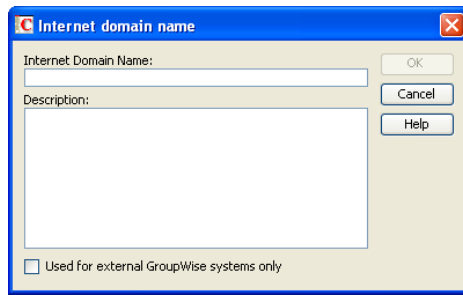 Internet domain name
Internet Domain Name:
OK
Description:
Cancel
Help
Used for external GroupWise systems only